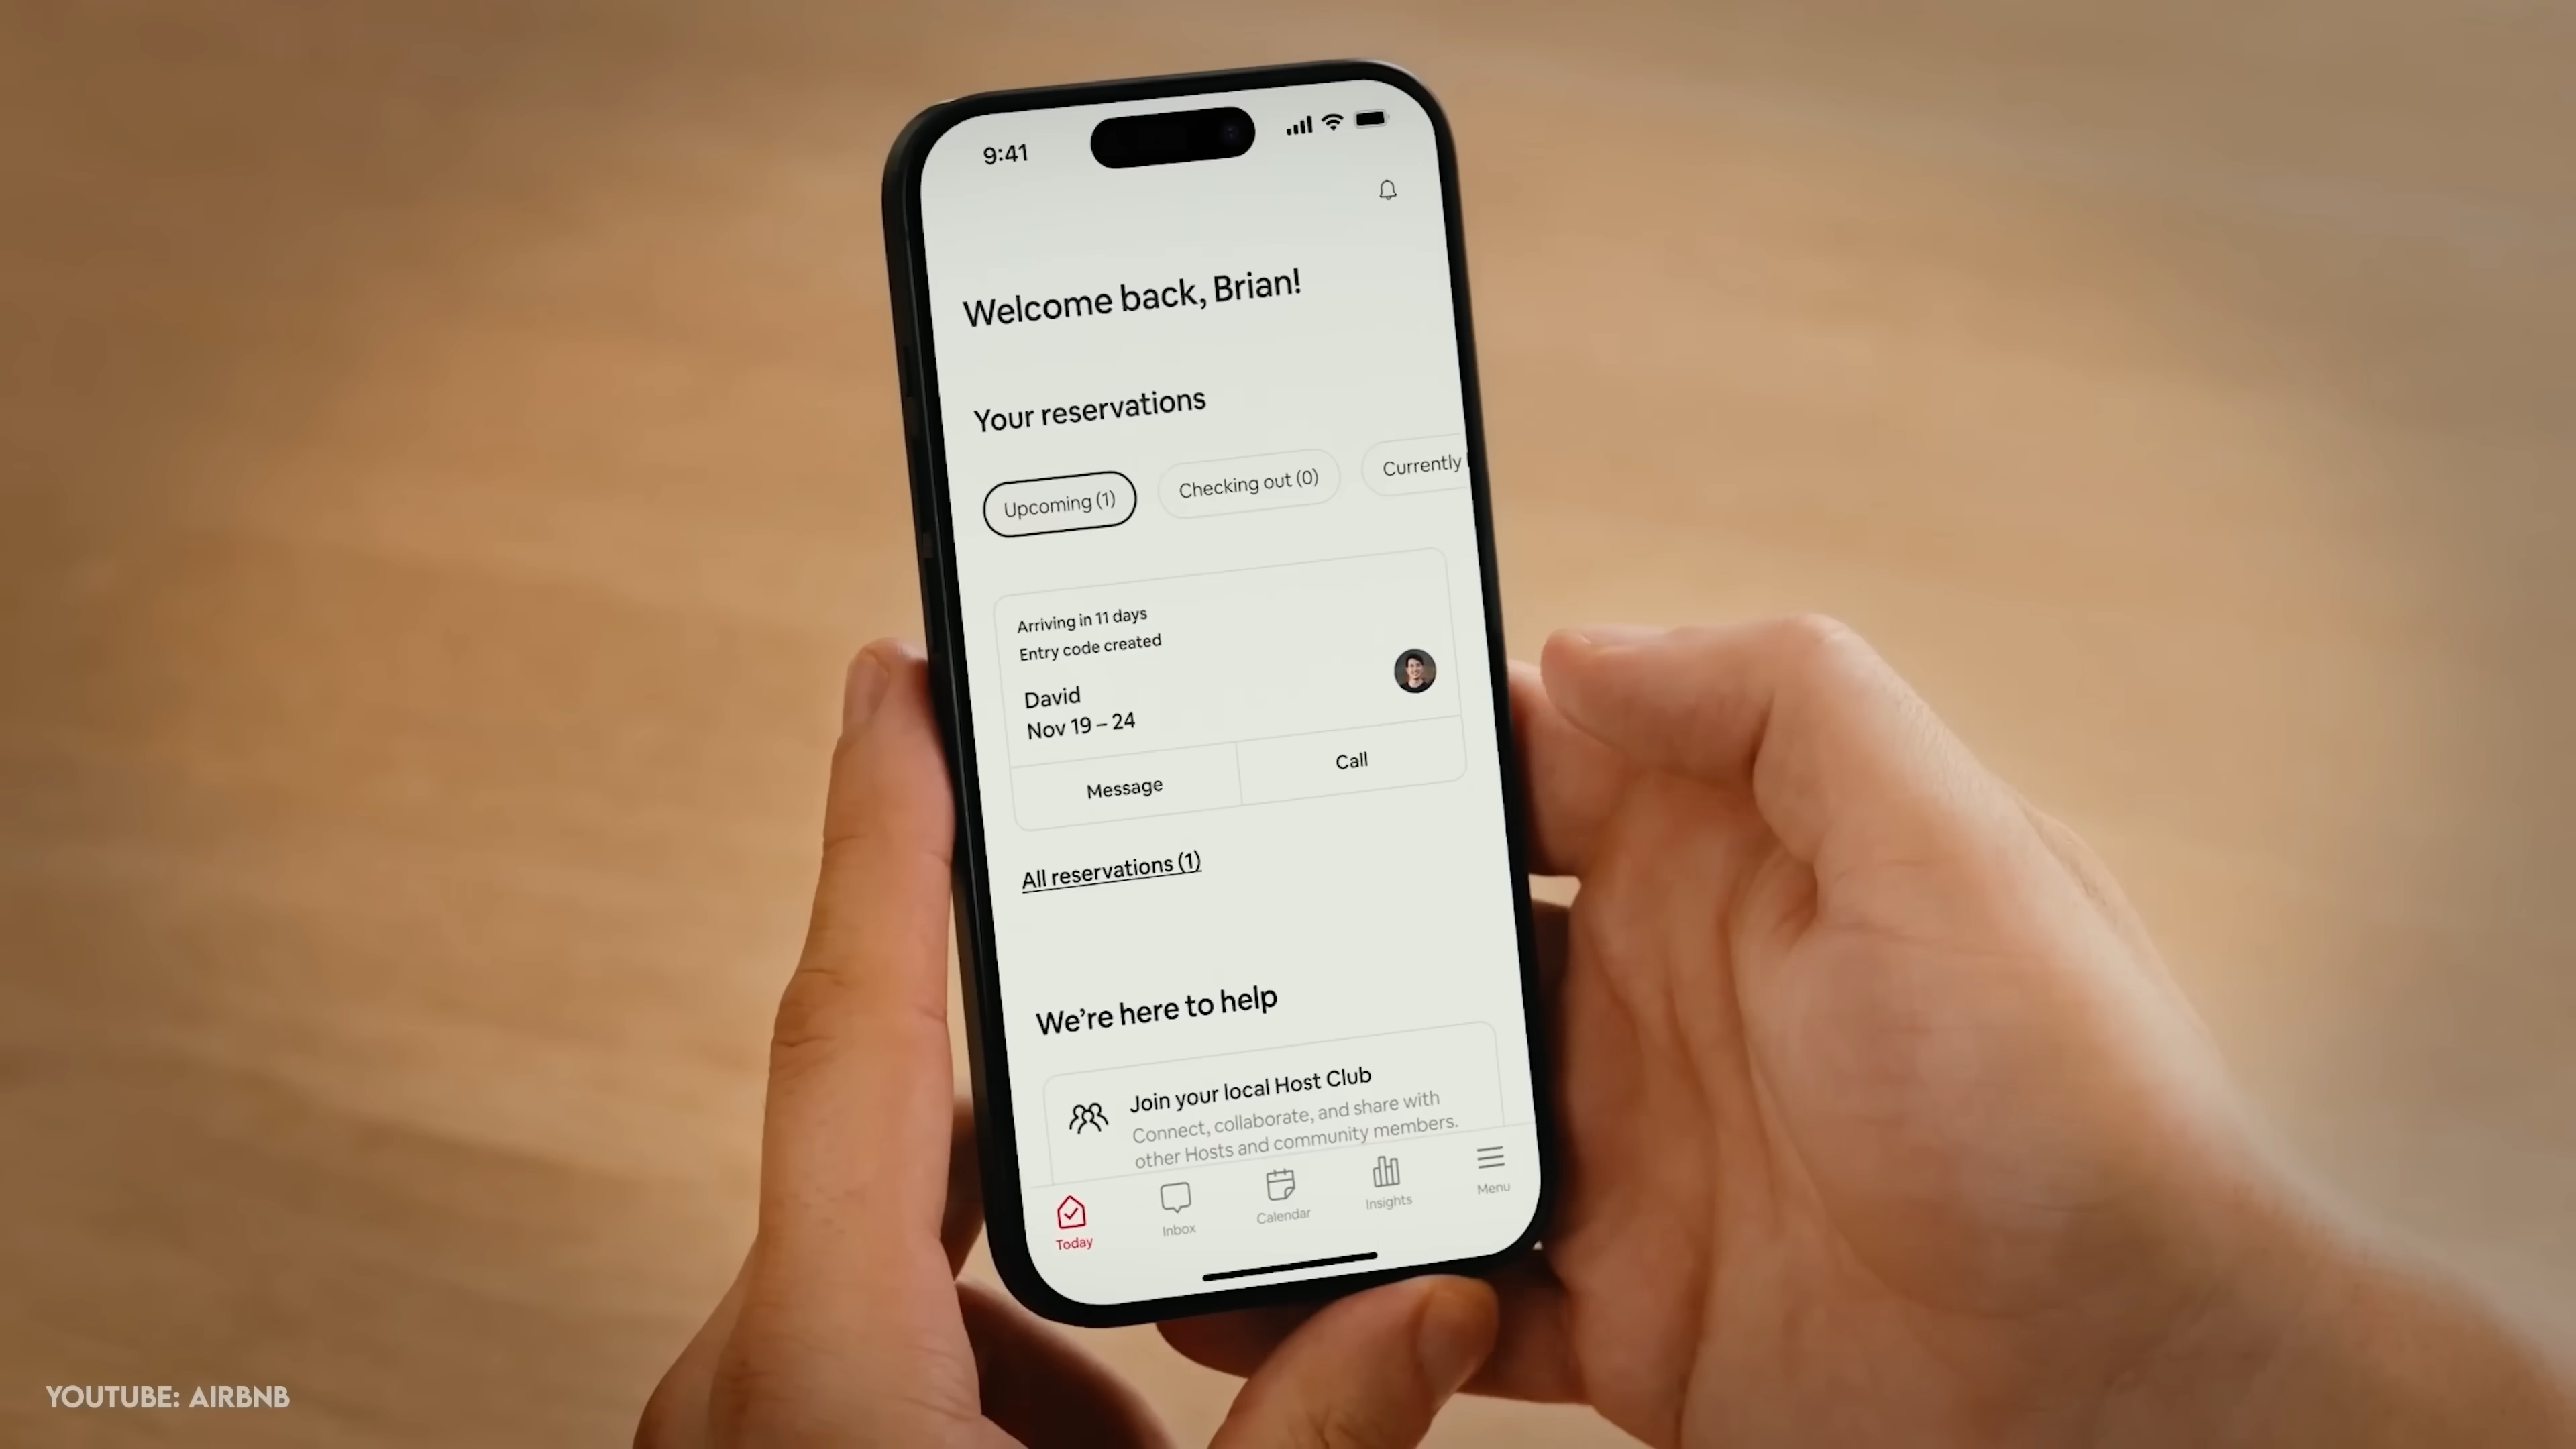 9:41
Welcome back, Brian!
Your reservations
Upcoming (1)
Checking out (0)
Currently
Arriving in 11 days
Entry code created
David
Nov 19 – 24
Message
Call
All reservations (1)
We're here to help
Join your local Host Club
Connect, collaborate, and share with
other Hosts and community members.
Today
Inbox
Calendar
Insights
Menu
YOUTUBE: AIRBNB